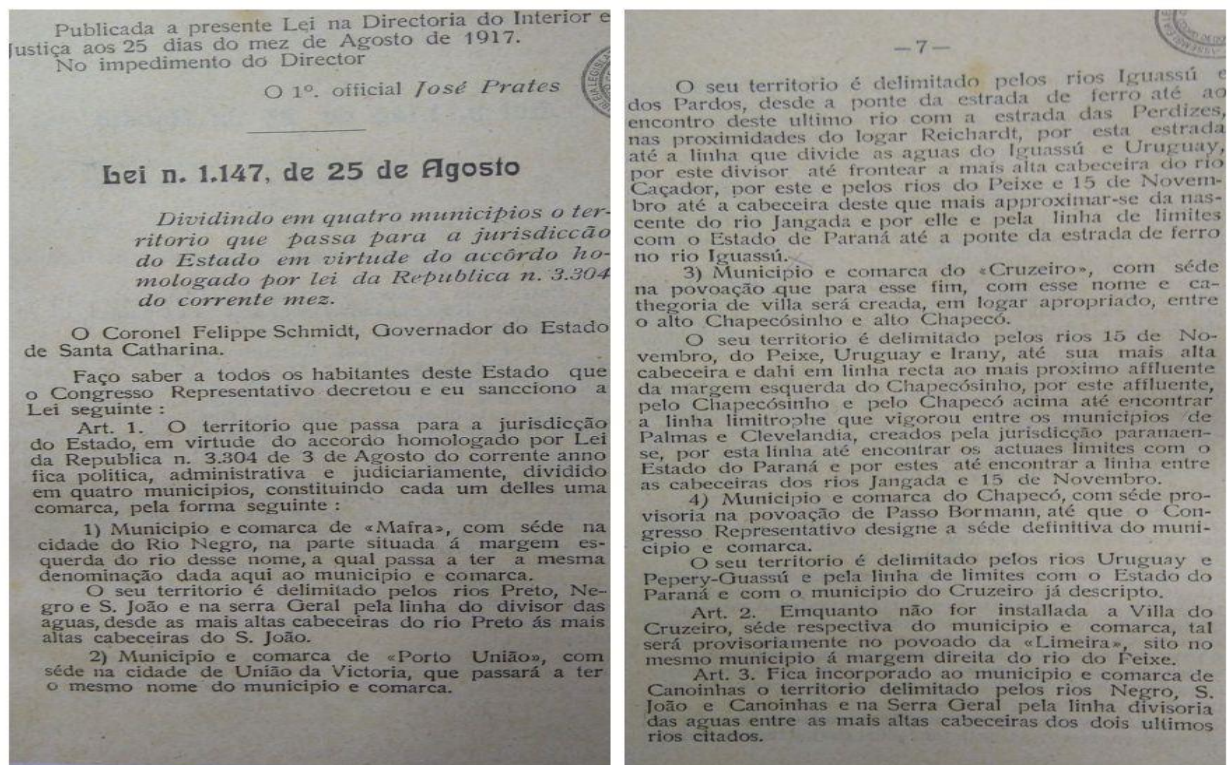 Publicada a presente Lei na Directoria do Interior e
Justiça aos 25 dias do mez de Agosto de 1917.
No impedimento do Director
O 1º. official José Prates
Lei n. 1.147, de 25 de Agosto
Dividindo em quatro municipios o ter-
ritorio que passa para a jurisdiccão
do Estado em virtude do accôrdo ho-
mologado por lei da Republica n. 3.304
do corrente mez.
O Coronel Felippe Schmidt, Governador do Estado
de Santa Catharina.
Faço saber a todos os habitantes deste Estado que
o Congresso Representativo decretou e eu sancciono a
Lei seguinte :
Art. 1. O territorio que passa para a jurisdicção
do Estado, em virtude do accordo homologado por Lei
da Republica n. 3.304 de 3 de Agosto do corrente anno
fica politica, administrativa e judiciariamente, dividido
em quatro municipios, constituindo cada um delles uma
comarca, pela forma seguinte :
1) Municipio e comarca de «Mafra», com séde na
cidade do Rio Negro, na parte situada á margem es-
querda do rio desse nome, a qual passa a ter a mesma
denominação dada aqui ao municipio e comarca.
O seu territorio é delimitado pelos rios Preto, Ne-
gro e S. João e na serra Geral pela linha do divisor das
aguas, desde as mais altas cabeceiras do rio Preto ás mais
altas cabeceiras do S. João.
2) Municipio e comarca de «Porto União», com
séde na cidade de União da Victoria, que passará a ter
o mesmo nome do municipio e comarca.
—7—
O seu territorio é delimitado pelos rios Iguassú e
dos Pardos, desde a ponte da estrada de ferro até ao
encontro deste ultimo rio com a estrada das Perdizes,
nas proximidades do logar Reichardt, por esta estrada
até a linha que divide as aguas do Iguassú e Uruguay,
por este divisor até frontear a mais alta cabeceira do rio
Caçador, por este e pelos rios do Peixe e 15 de Novem-
bro até a cabeceira deste que mais approximar-se da nas-
cente do rio Jangada e por elle e pela linha de limites
com o Estado de Paraná até a ponte da estrada de ferro
no rio Iguassú.
3) Municipio e comarca do «Cruzeiro», com séde
na povoação que para esse fim, com esse nome e ca-
thegoria de villa será creada, em logar apropriado, entre
o alto Chapecósinho e alto Chapecó.
O seu territorio é delimitado pelos rios 15 de No-
vembro, do Peixe, Uruguay e Irany, até sua mais alta
cabeceira e dahi em linha recta ao mais proximo affluente
da margem esquerda do Chapecósinho, por este affluente,
pelo Chapecósinho e pelo Chapecó acima até encontrar
a linha limitrophe que vigorou entre os municipios de
Palmas e Clevelandia, creados pela jurisdicção paranaen-
se, por esta linha até encontrar os actuaes limites com o
Estado do Paraná e por estes até encontrar a linha entre
as cabeceiras dos rios Jangada e 15 de Novembro.
4) Municipio e comarca do Chapecó, com séde pro-
visoria na povoação de Passo Bormann, até que o Con-
gresso Representativo designe a séde definitiva do muni-
cipio e comarca.
O seu territorio é delimitado pelos rios Uruguay e
Pepery-Guassú e pela linha de limites com o Estado do
Paraná e com o municipio do Cruzeiro já descripto.
Art. 2. Emquanto não for installada a Villa do
Cruzeiro, séde respectiva do municipio e comarca, tal
será provisoriamente no povoado da «Limeira», sito no
mesmo municipio á margem direita do rio do Peixe.
Art. 3. Fica incorporado ao municipio e comarca de
Canoinhas o territorio delimitado pelos rios Negro, S.
João e Canoinhas e na Serra Geral pela linha divisoria
das aguas entre as mais altas cabeceiras dos dois ultimos
rios citados.